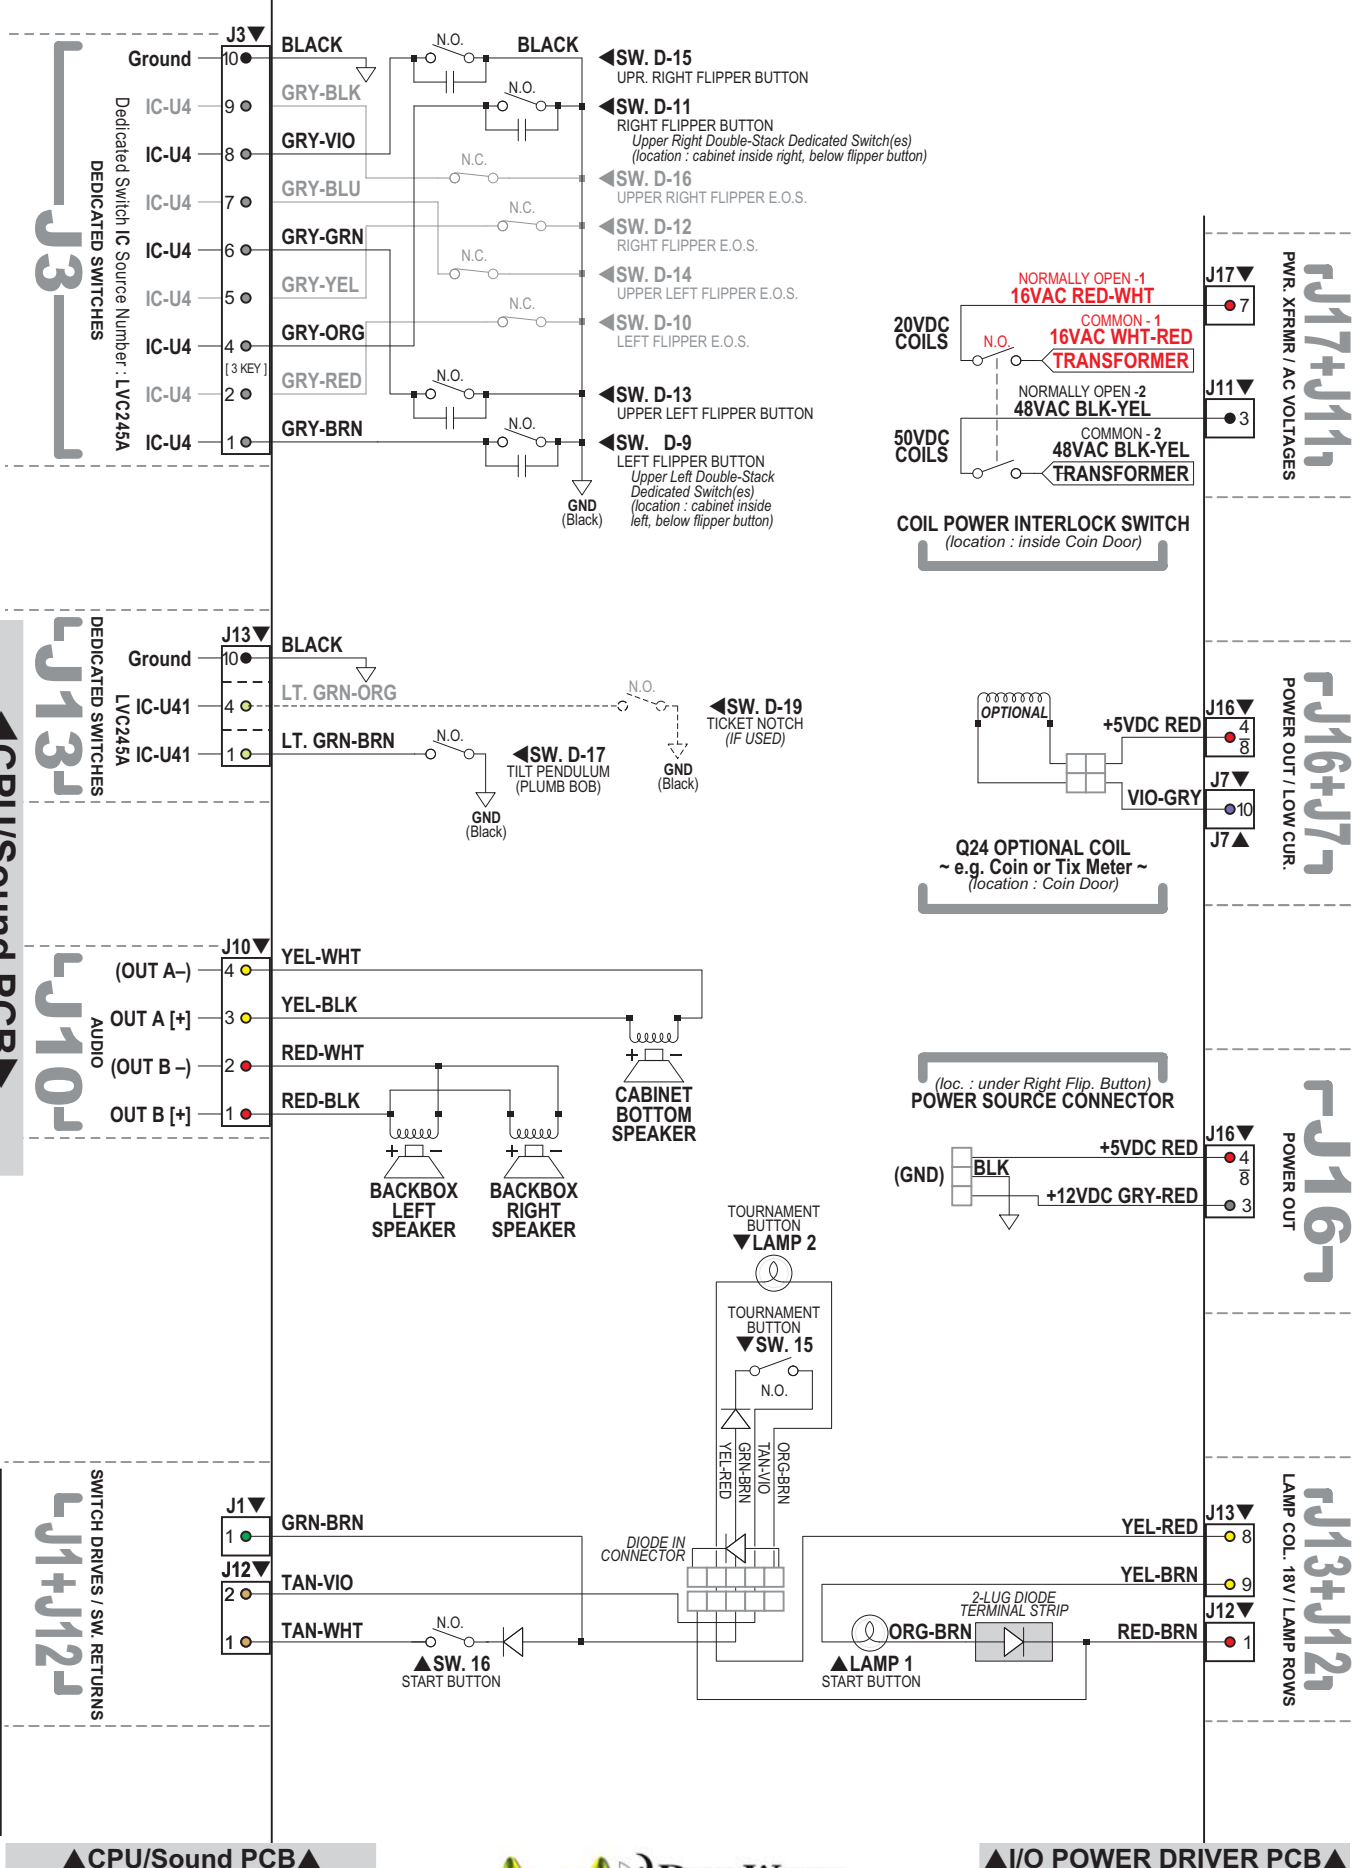 J3▼
Ground
10
BLACK
N.O.
BLACK
◀SW. D-15
UPR. RIGHT FLIPPER BUTTON
IC-U4
9
GRY-BLK
N.O.
◀SW. D-11
RIGHT FLIPPER BUTTON
Upper Right Double-Stack Dedicated Switch(es)
(location : cabinet inside right, below flipper button)
IC-U4
8
GRY-VIO
N.C.
◀SW. D-16
UPPER RIGHT FLIPPER E.O.S.
IC-U4
7
GRY-BLU
N.C.
◀SW. D-12
RIGHT FLIPPER E.O.S.
IC-U4
6
GRY-GRN
N.C.
◀SW. D-14
UPPER LEFT FLIPPER E.O.S.
IC-U4
5
GRY-YEL
N.C.
◀SW. D-10
LEFT FLIPPER E.O.S.
IC-U4
4
GRY-ORG
[ 3 KEY ]
IC-U4
2
GRY-RED
N.O.
◀SW. D-13
UPPER LEFT FLIPPER BUTTON
IC-U4
1
GRY-BRN
N.O.
◀SW. D-9
LEFT FLIPPER BUTTON
Upper Left Double-Stack
Dedicated Switch(es)
(location : cabinet inside
left, below flipper button)
GND
(Black)
Dedicated Switch IC Source Number : LVC245A
DEDICATED SWITCHES
J3
NORMALLY OPEN -1
16VAC RED-WHT
J17▼
7
20VDC
COILS
COMMON - 1
16VAC WHT-RED
N.O.
TRANSFORMER
NORMALLY OPEN -2
48VAC BLK-YEL
J11▼
3
50VDC
COILS
COMMON - 2
48VAC BLK-YEL
TRANSFORMER
COIL POWER INTERLOCK SWITCH
(location : inside Coin Door)
PWR. XFRMR / AC VOLTAGES
J17+J11
J13▼
Ground
10
BLACK
IC-U41
4
LT. GRN-ORG
N.O.
◀SW. D-19
TICKET NOTCH
(IF USED)
GND
(Black)
IC-U41
1
LT. GRN-BRN
N.O.
◀SW. D-17
TILT PENDULUM
(PLUMB BOB)
GND
(Black)
LVC245A
DEDICATED SWITCHES
J13
OPTIONAL
+5VDC RED
J16▼
4
8
VIO-GRY
J7▼
10
J7▲
Q24 OPTIONAL COIL
~ e.g. Coin or Tix Meter ~
(location : Coin Door)
POWER OUT / LOW CUR.
J16+J7
◀CPU/Sound PCB▶
J10▼
(OUT A–)
4
YEL-WHT
OUT A [+]
3
YEL-BLK
(OUT B –)
2
RED-WHT
OUT B [+]
1
RED-BLK
AUDIO
J10
+ –
CABINET
BOTTOM
SPEAKER
+ –
BACKBOX
LEFT
SPEAKER
+ –
BACKBOX
RIGHT
SPEAKER
(loc. : under Right Flip. Button)
POWER SOURCE CONNECTOR
J16▼
+5VDC RED
4
8
(GND)
BLK
+12VDC GRY-RED
3
POWER OUT
J16
TOURNAMENT
BUTTON
▼LAMP 2
TOURNAMENT
BUTTON
▼SW. 15
N.O.
YEL-RED
GRN-BRN
TAN-VIO
ORG-BRN
DIODE IN
CONNECTOR
J1▼
1
GRN-BRN
J12▼
2
TAN-VIO
1
TAN-WHT
N.O.
▲SW. 16
START BUTTON
SWITCH DRIVES / SW. RETURNS
J1+J12
J13▼
YEL-RED
8
YEL-BRN
9
J12▼
RED-BRN
1
2-LUG DIODE
TERMINAL STRIP
ORG-BRN
▲LAMP 1
START BUTTON
LAMP COL. 18V / LAMP ROWS
J13+J12
▲CPU/Sound PCB▲
▲I/O POWER DRIVER PCB▲